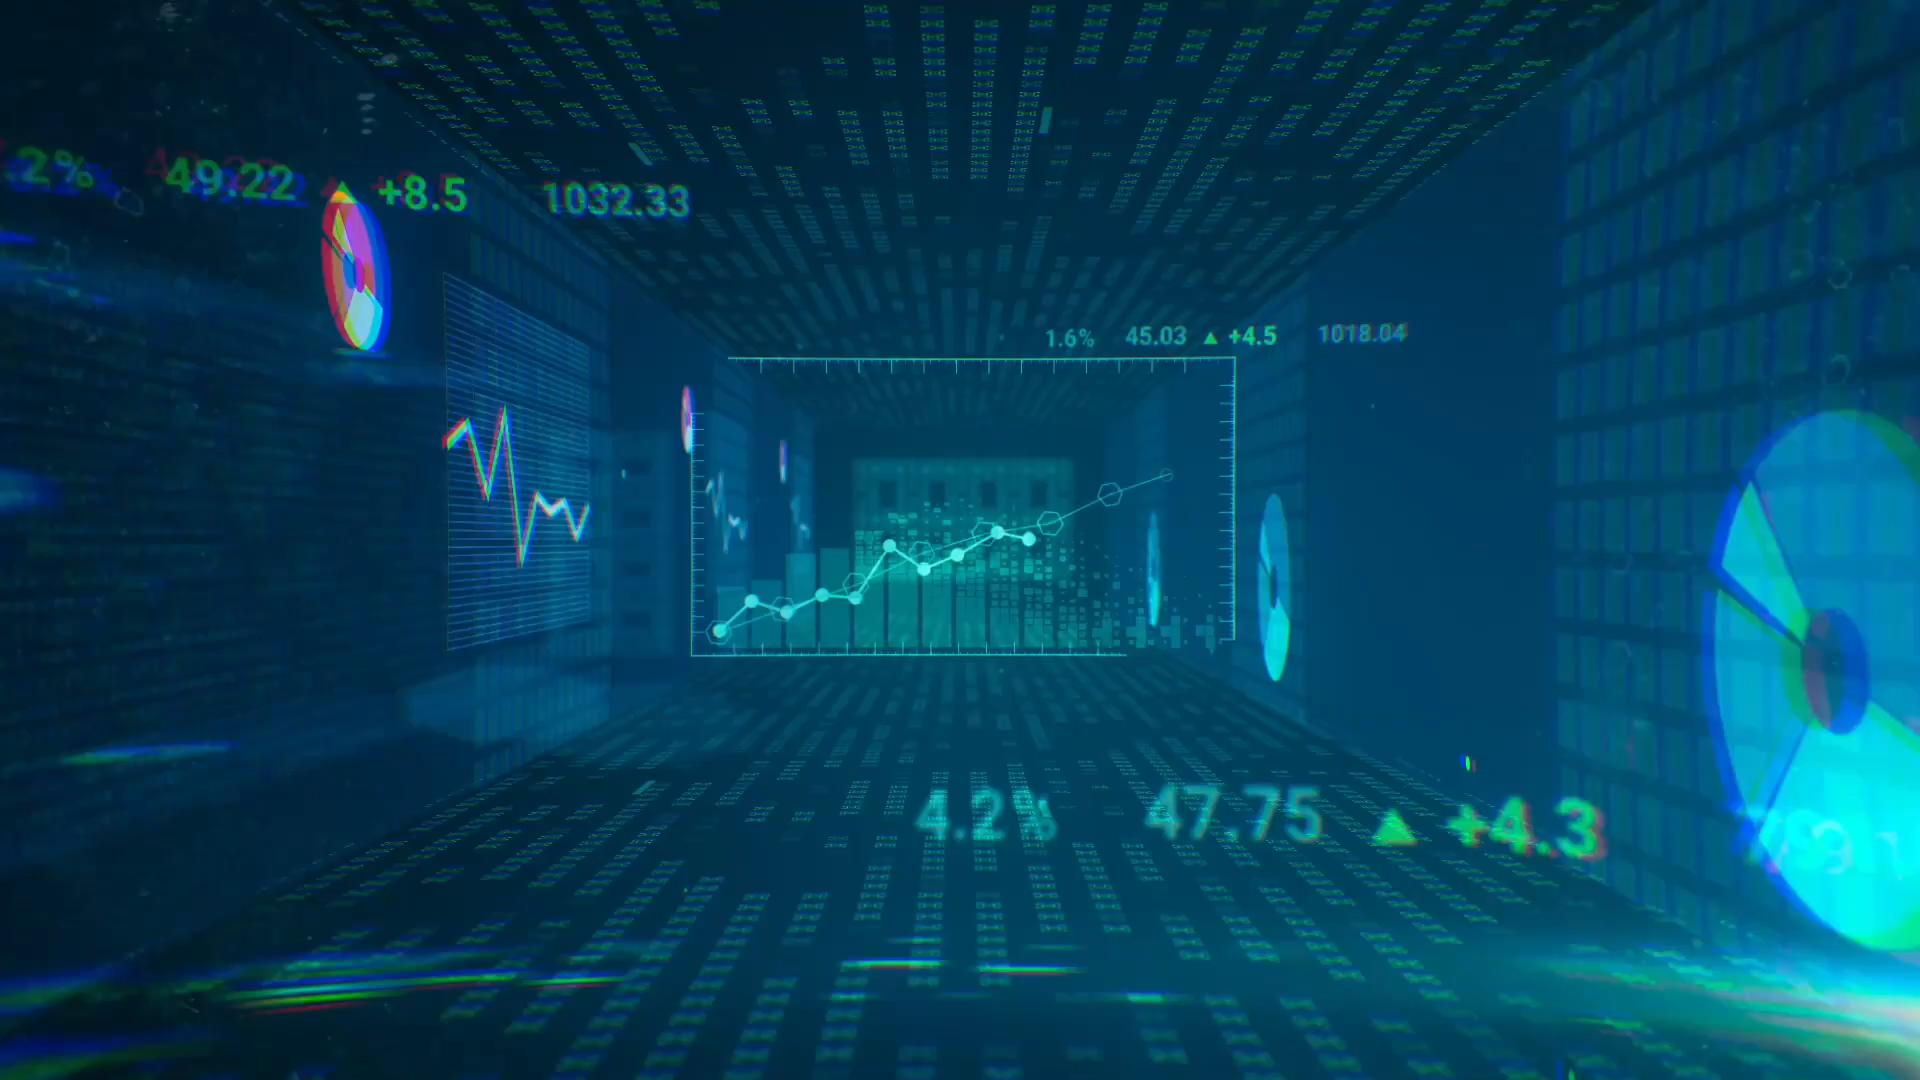 .2% 49.22 ▲ +8.5 1032.33
1.6% 45.03 ▲ +4.5 1018.04
4.2% 47.75 ▲ +4.3